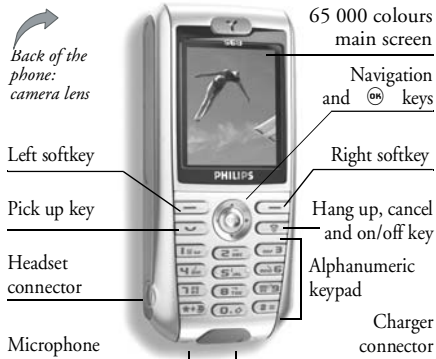 65 000 colours
main screen
Back of the
phone:
camera lens
Navigation
and OK keys
PHILIPS
Left softkey
Right softkey
Pick up key
Hang up, cancel
and on/off key
Headset
connector
Alphanumeric
keypad
Microphone
Charger
connector